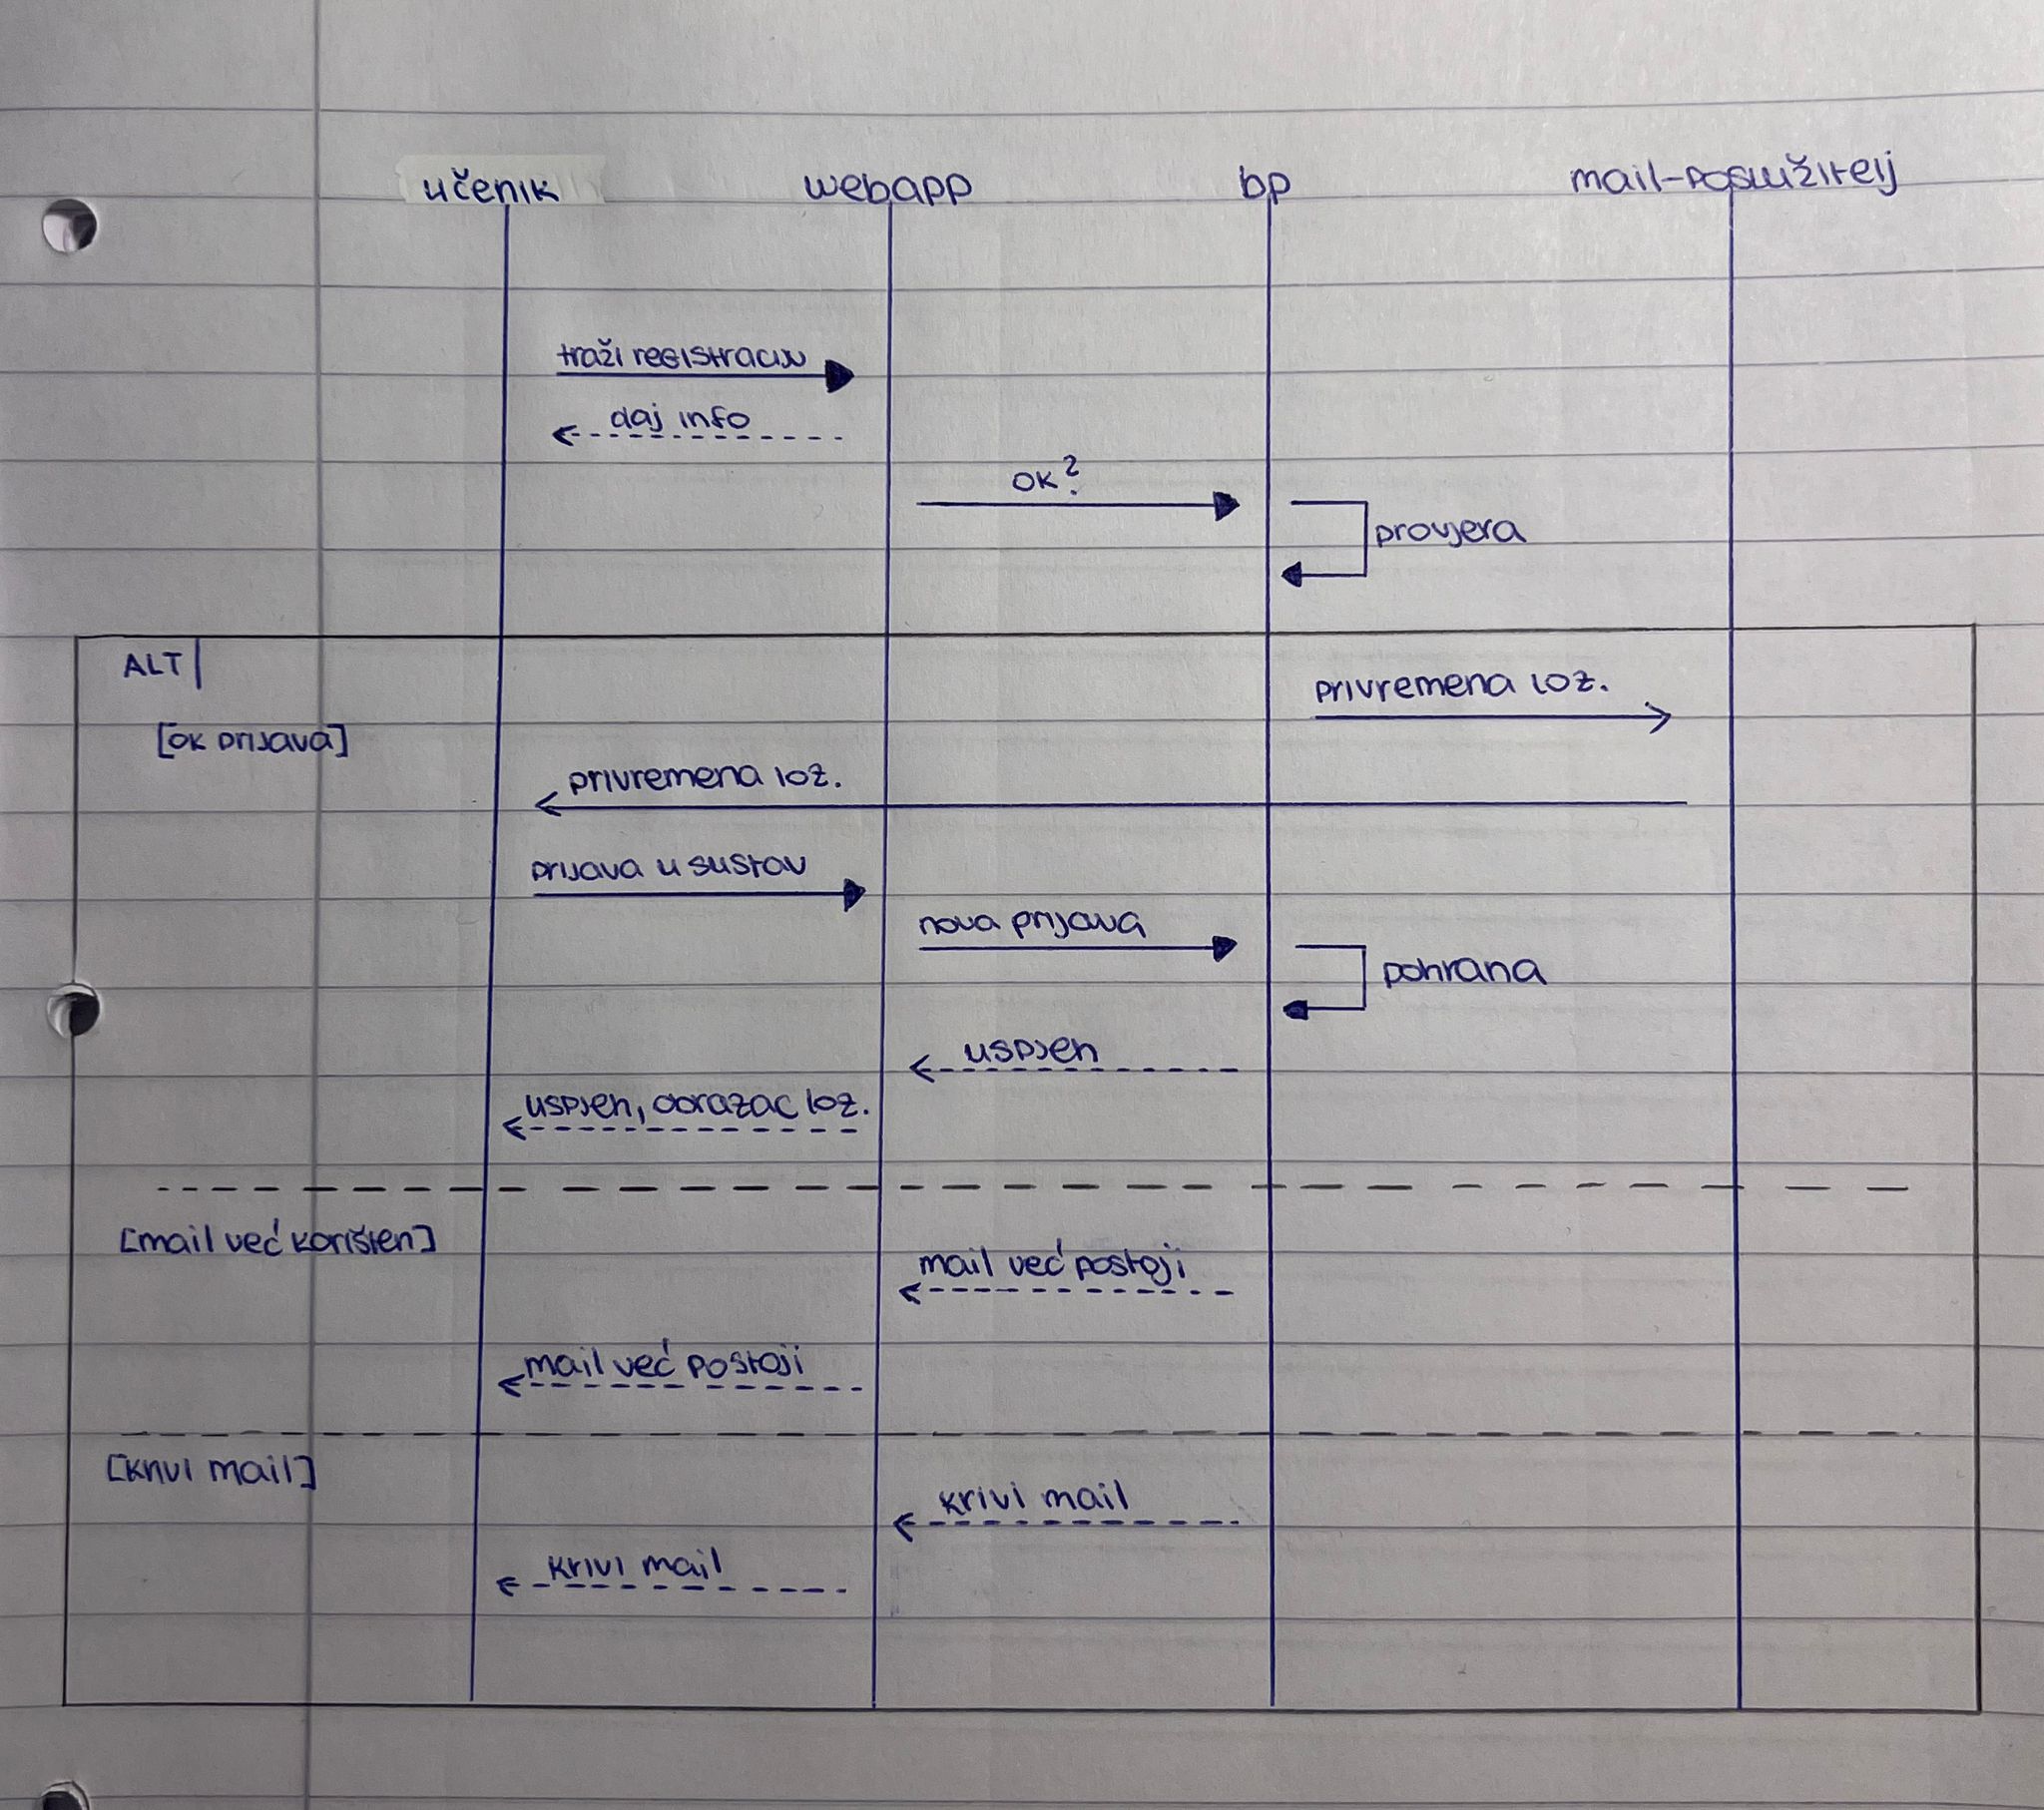 učenik webapp bp mail-poslužitelj
traži registraciju
daj info
OK?
provjera
ALT
privremena loz.
[OK prijava]
privremena loz.
prijava u sustav
nova prijava
pohrana
uspjeh
uspjeh, obrazac loz.
[mail već korišten]
mail već postoji
mail već postoji
[krivi mail]
krivi mail
krivi mail